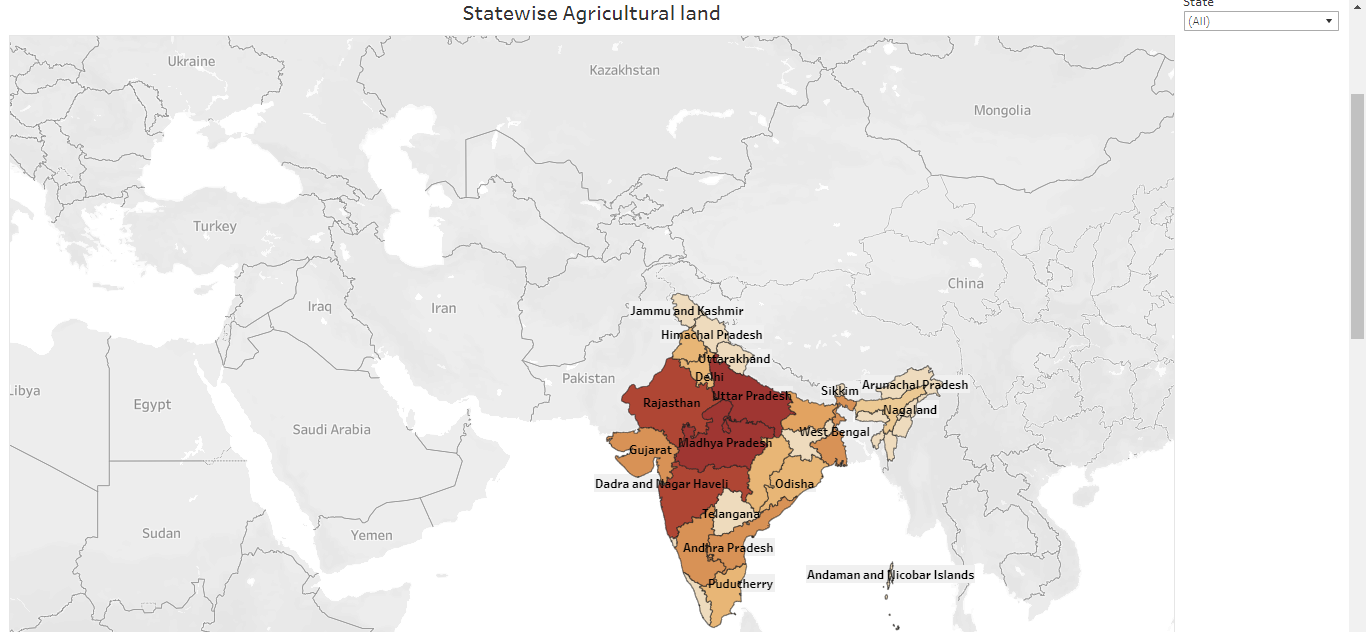 Statewise Agricultural land
State
(All)
Ukraine
Kazakhstan
Mongolia
Turkey
China
Iraq
Iran
Jammu and Kashmir
Himachal Pradesh
Uttarakhand
Pakistan
Delhi
Arunachal Pradesh
Sikkim
Libya
Egypt
Rajasthan
Uttar Pradesh
Nagaland
Saudi Arabia
West Bengal
Madhya Pradesh
Gujarat
Dadra and Nagar Haveli
Odisha
Telangana
Sudan
Yemen
Andhra Pradesh
Andaman and Nicobar Islands
Pudutherry